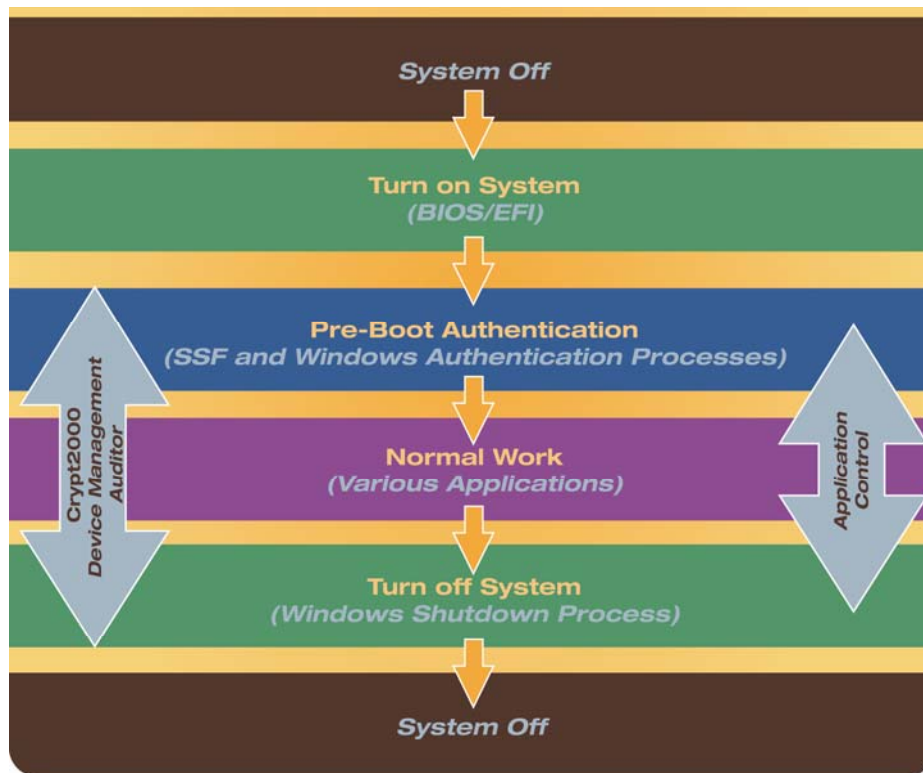 System Off
Turn on System
(BIOS/EFI)
Pre-Boot Authentication
(SSF and Windows Authentication Processes)
Crypt2000
Device Management
Auditor
Application
Control
Normal Work
(Various Applications)
Turn off System
(Windows Shutdown Process)
System Off